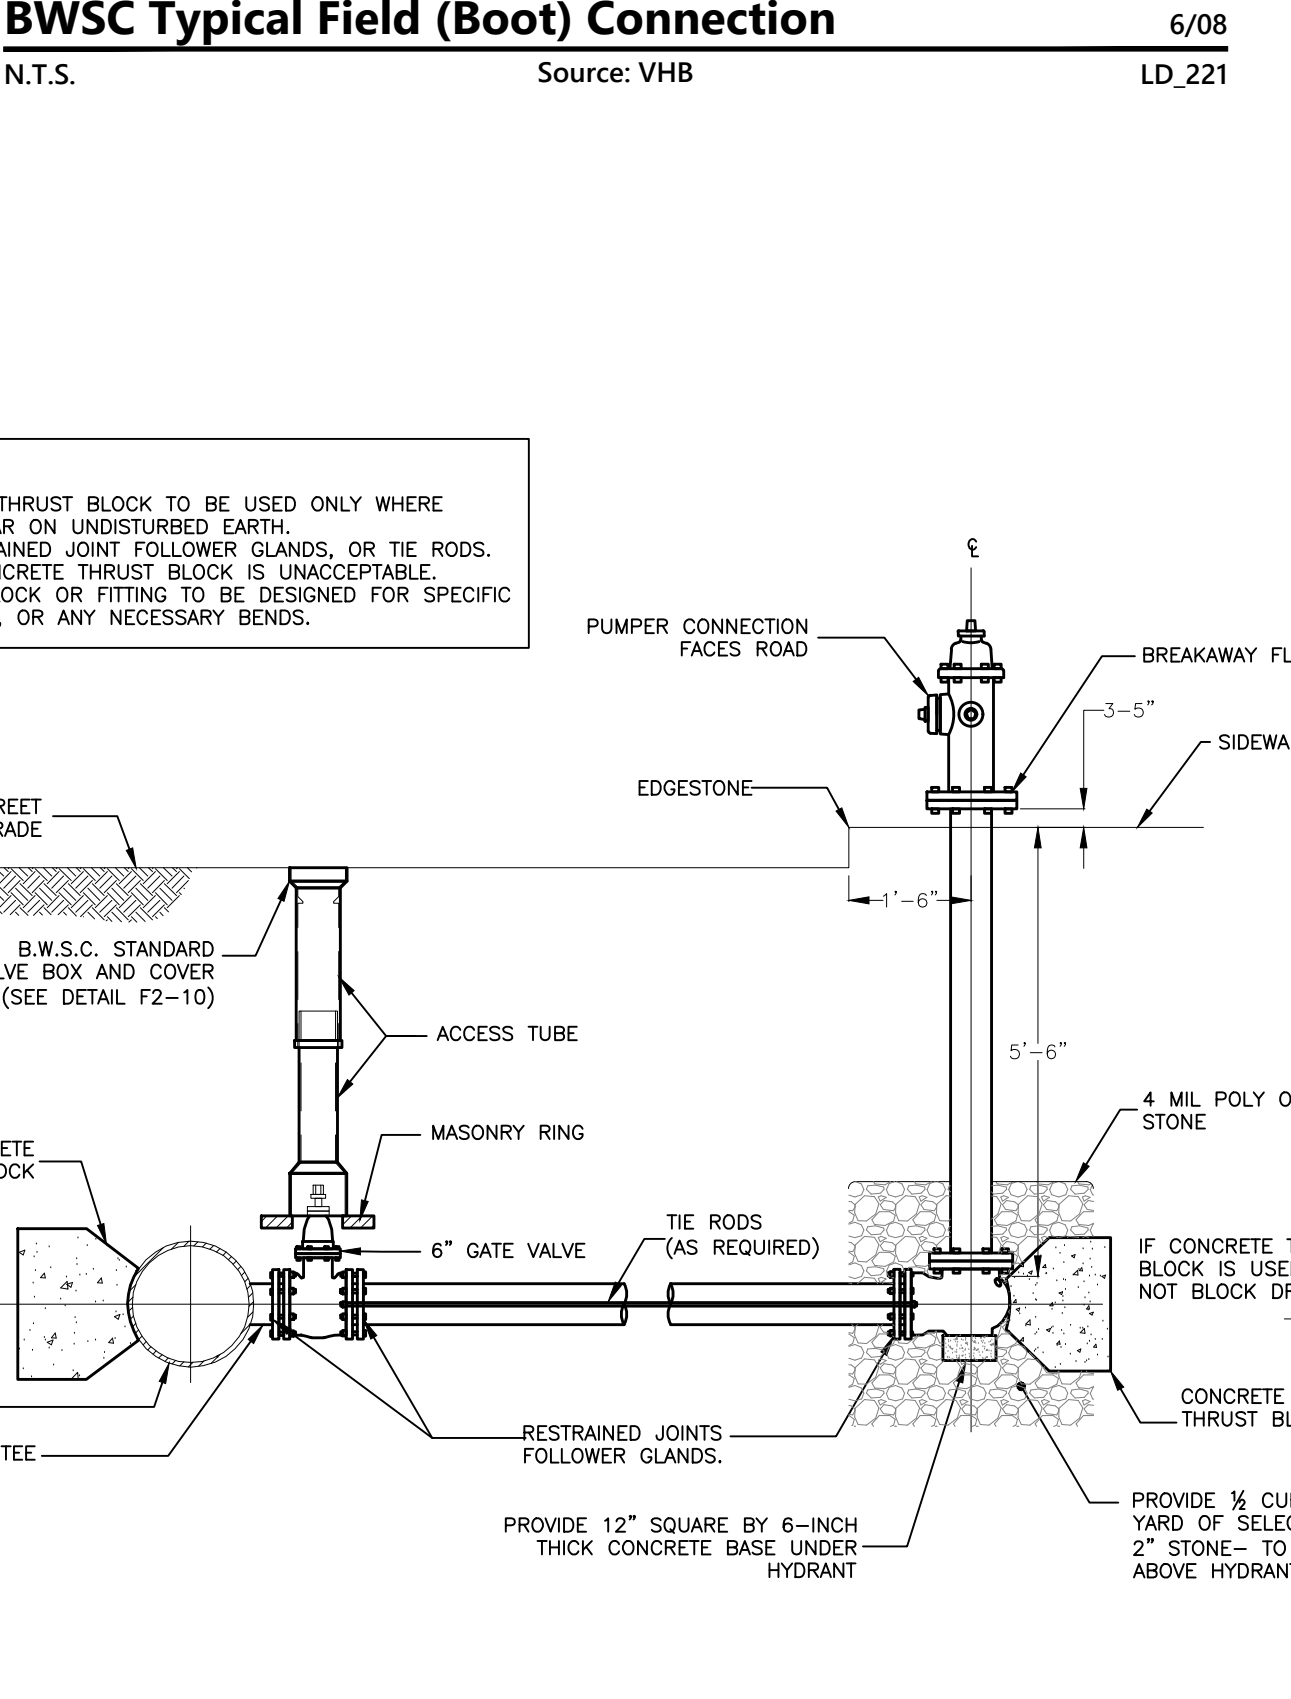 BWSC Typical Field (Boot) Connection 6/08
N.T.S. Source: VHB LD_221
THRUST BLOCK TO BE USED ONLY WHERE
AR ON UNDISTURBED EARTH.
AINED JOINT FOLLOWER GLANDS, OR TIE RODS.
NCRETE THRUST BLOCK IS UNACCEPTABLE.
OCK OR FITTING TO BE DESIGNED FOR SPECIFIC
, OR ANY NECESSARY BENDS.
℄
PUMPER CONNECTION
FACES ROAD
BREAKAWAY FL
3–5"
SIDEWA
EDGESTONE
REET
RADE
1'–6"
B.W.S.C. STANDARD
LVE BOX AND COVER
(SEE DETAIL F2–10)
ACCESS TUBE
5'–6"
4 MIL POLY O
STONE
MASONRY RING
ETE
OCK
TIE RODS
(AS REQUIRED)
6" GATE VALVE
IF CONCRETE T
BLOCK IS USE
NOT BLOCK DR
CONCRETE
THRUST BL
RESTRAINED JOINTS
FOLLOWER GLANDS.
TEE
PROVIDE 12" SQUARE BY 6–INCH
THICK CONCRETE BASE UNDER
HYDRANT
PROVIDE ½ CU
YARD OF SELEC
2" STONE– TO
ABOVE HYDRANT